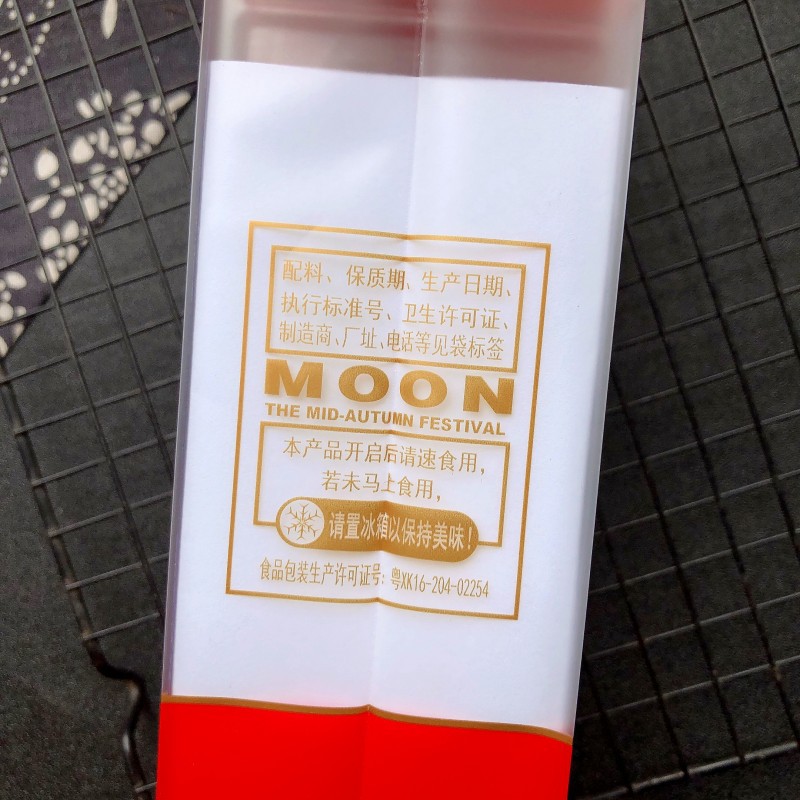 配料、保质期、生产日期、
执行标准号、卫生许可证、
制造商、厂址、电话等见袋标签
MOON
THE MID-AUTUMN FESTIVAL
本产品开启后请速食用，
若未马上食用，
请置冰箱以保持美味！
食品包装生产许可证号：粤XK16-204-02254